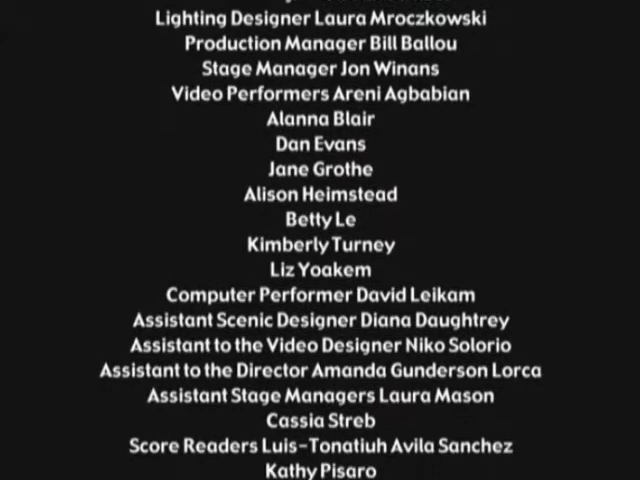 Lighting Designer Laura Mroczkowski
Production Manager Bill Ballou
Stage Manager Jon Winans
Video Performers Areni Agbabian
Alanna Blair
Dan Evans
Jane Grothe
Alison Heimstead
Betty Le
Kimberly Turney
Liz Yoakem
Computer Performer David Leikam
Assistant Scenic Designer Diana Daughtrey
Assistant to the Video Designer Niko Solorio
Assistant to the Director Amanda Gunderson Lorca
Assistant Stage Managers Laura Mason
Cassia Streb
Score Readers Luis-Tonatiuh Avila Sanchez
Kathy Pisaro